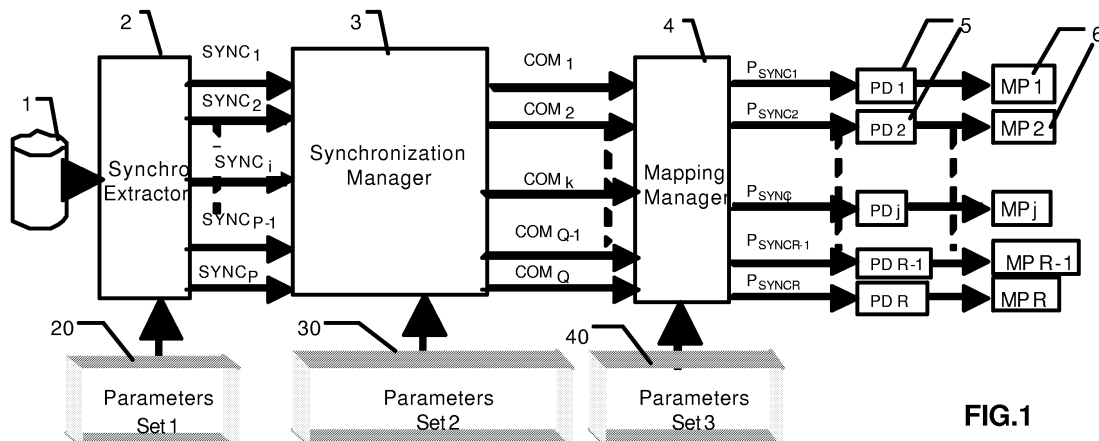 2
3
4
5
6
1
SYNC1
SYNC2
SYNC i
SYNCP-1
SYNCP
Synchro
Extractor
Synchronization
Manager
COM 1
COM 2
COM k
COM Q-1
COM Q
Mapping
Manager
PSYNC1
PSYNC2
PSYNCj
PSYNCR-1
PSYNCR
PD 1
PD 2
PD j
PD R-1
PD R
MP 1
MP 2
MP j
MP R-1
MP R
20
30
40
Parameters
Set 1
Parameters
Set 2
Parameters
Set 3
FIG.1